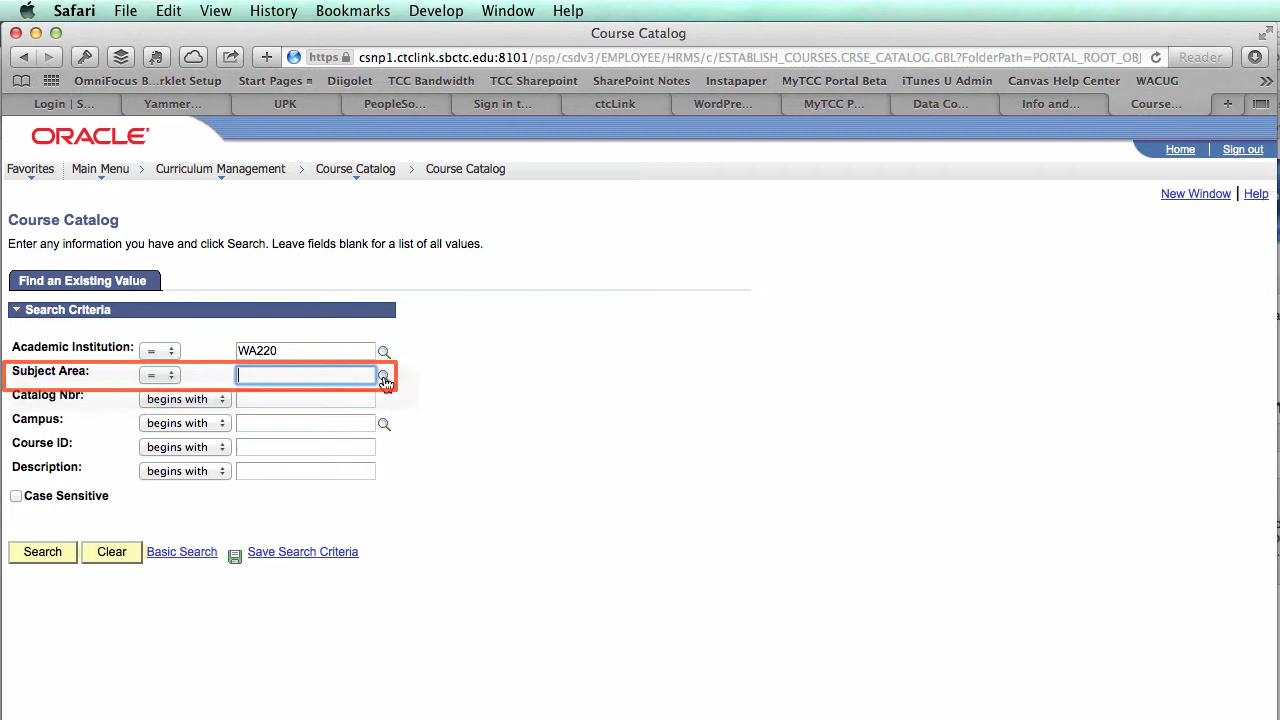 Safari File Edit View History Bookmarks Develop Window Help
Course Catalog
https csnp1.ctclink.sbctc.edu:8101/psp/csdv3/EMPLOYEE/HRMS/c/ESTABLISH_COURSES.CRSE_CATALOG.GBL?FolderPath=PORTAL_ROOT_OBJ Reader
OmniFocus B...rklet Setup Start Pages Diigolet TCC Bandwidth TCC Sharepoint SharePoint Notes Instapaper MyTCC Portal Beta iTunes U Admin Canvas Help Center WACUG
Login | S... Yammer... UPK PeopleSo... Sign in t... ctcLink WordPre... MyTCC P... Data Co... Info and... Course...
ORACLE®
Home | Sign out
Favorites Main Menu > Curriculum Management > Course Catalog > Course Catalog
New Window | Help
Course Catalog
Enter any information you have and click Search. Leave fields blank for a list of all values.
Find an Existing Value
Search Criteria
Academic Institution: = WA220
Subject Area: =
Catalog Nbr: begins with
Campus: begins with
Course ID: begins with
Description: begins with
Case Sensitive
Search Clear Basic Search Save Search Criteria